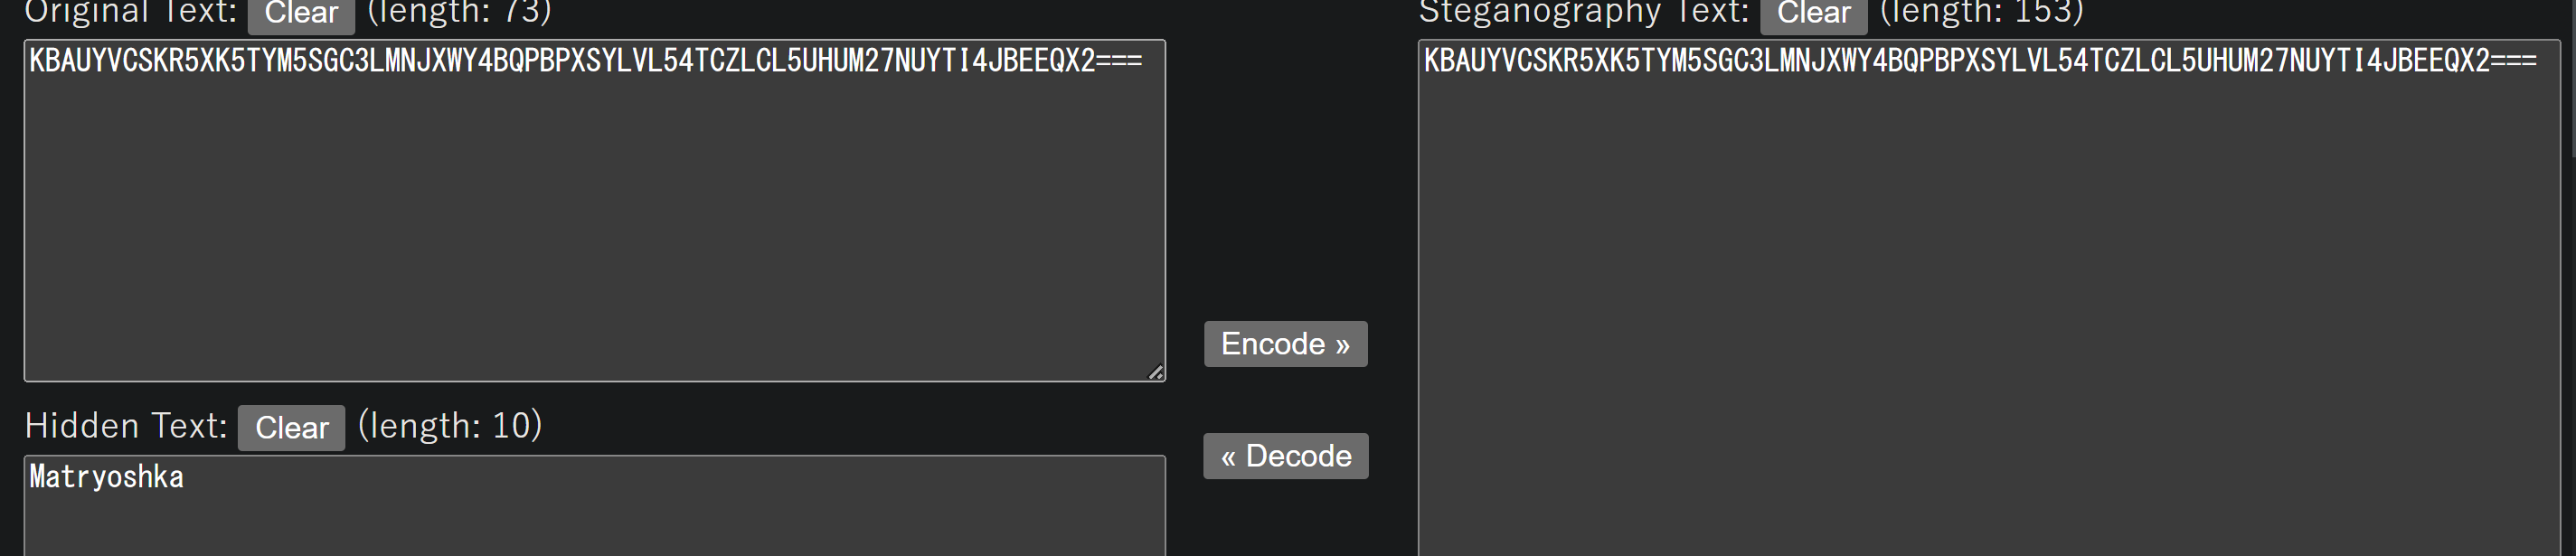 Original Text: Clear (length: 73)
KBAUYVCSKR5XK5TYM5SGC3LMNJXWY4BQPBPXSYLVL54TCZLCL5UHUM27NUYTI4JBEEQX2===
Hidden Text: Clear (length: 10)
Matryoshka
Encode »
« Decode
Steganography Text: Clear (length: 153)
KBAUYVCSKR5XK5TYM5SGC3LMNJXWY4BQPBPXSYLVL54TCZLCL5UHUM27NUYTI4JBEEQX2===